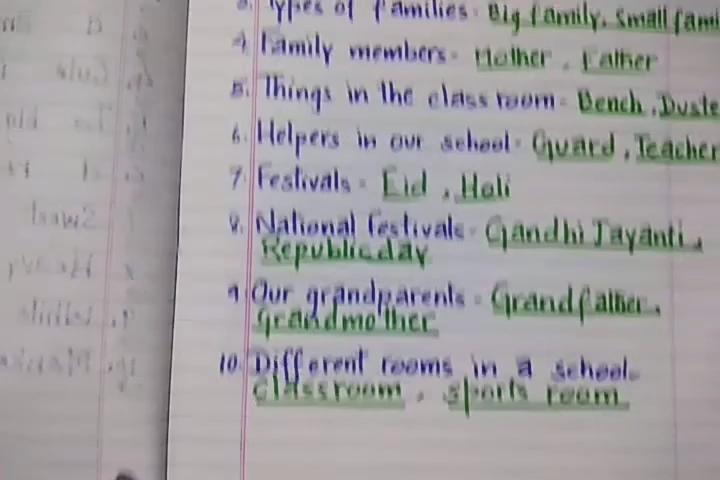 3. Types of families - Big family, small fami
4. Family members - Mother, Father
5. Things in the class room - Bench, Duste
6. Helpers in our school - Guard, Teacher
7. Festivals - Eid, Holi
8. National festivals - Gandhi Jayanti,
Republic day
9. Our grandparents - Grandfather,
Grandmother
10. Different rooms in a school -
Classroom, sports room